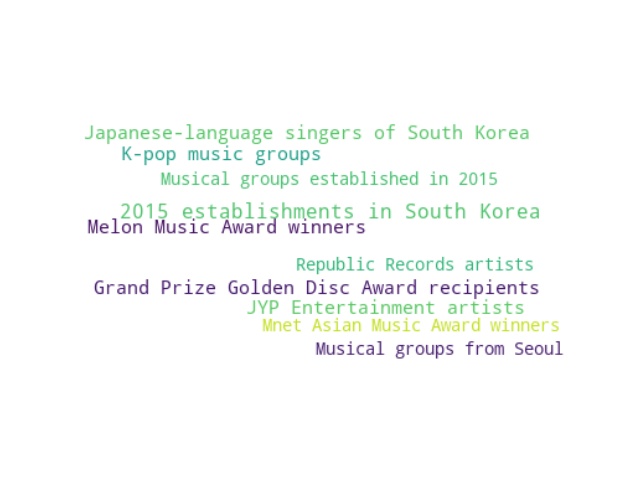 Japanese-language singers of South Korea
K-pop music groups
Musical groups established in 2015
2015 establishments in South Korea
Melon Music Award winners
Republic Records artists
Grand Prize Golden Disc Award recipients
JYP Entertainment artists
Mnet Asian Music Award winners
Musical groups from Seoul